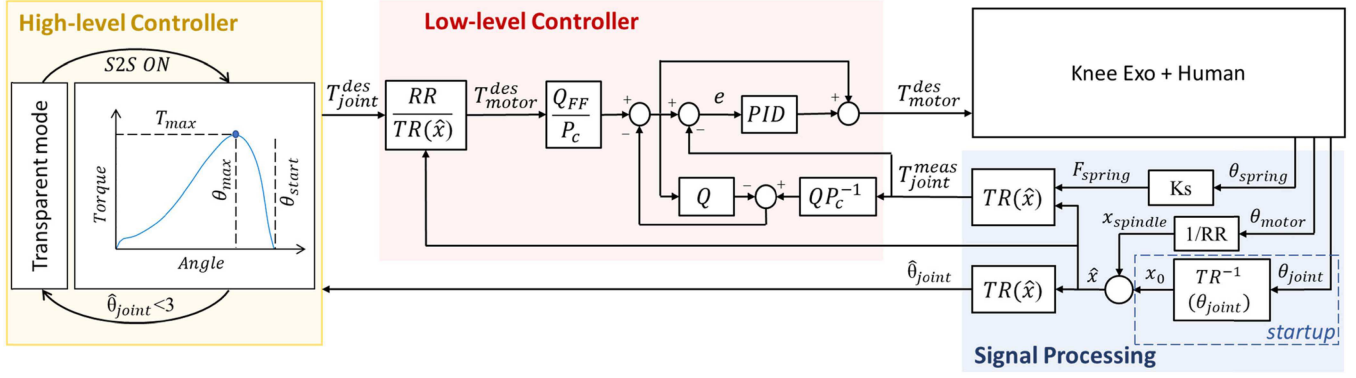 High-level Controller
S2S ON
Transparent mode
T_max
θ_max
θ_start
Torque
Angle
θ̂_joint<3
T_joint^des
Low-level Controller
RR
TR(x̂)
T_motor^des
Q_FF
P_c
+
−
+
−
e
PID
+
T_motor^des
Q
−
+
QP_c^-1
T_joint^meas
Knee Exo + Human
F_spring
Ks
θ_spring
TR(x̂)
x_spindle
1/RR
θ_motor
θ̂_joint
TR(x̂)
x̂
x_0
TR^-1
(θ_joint)
θ_joint
startup
Signal Processing